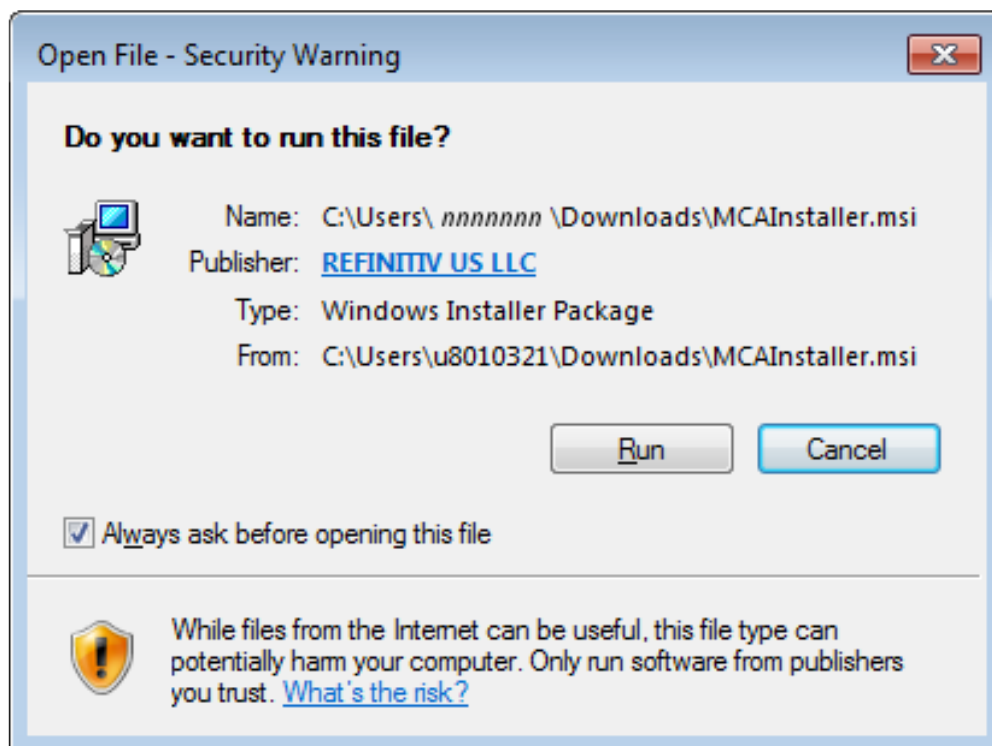 Open File - Security Warning
Do you want to run this file?
Name: C:\Users\ nnnnnnn \Downloads\MCAInstaller.msi
Publisher: REFINITIV US LLC
Type: Windows Installer Package
From: C:\Users\u8010321\Downloads\MCAInstaller.msi
Run Cancel
Always ask before opening this file
While files from the Internet can be useful, this file type can
potentially harm your computer. Only run software from publishers
you trust. What's the risk?